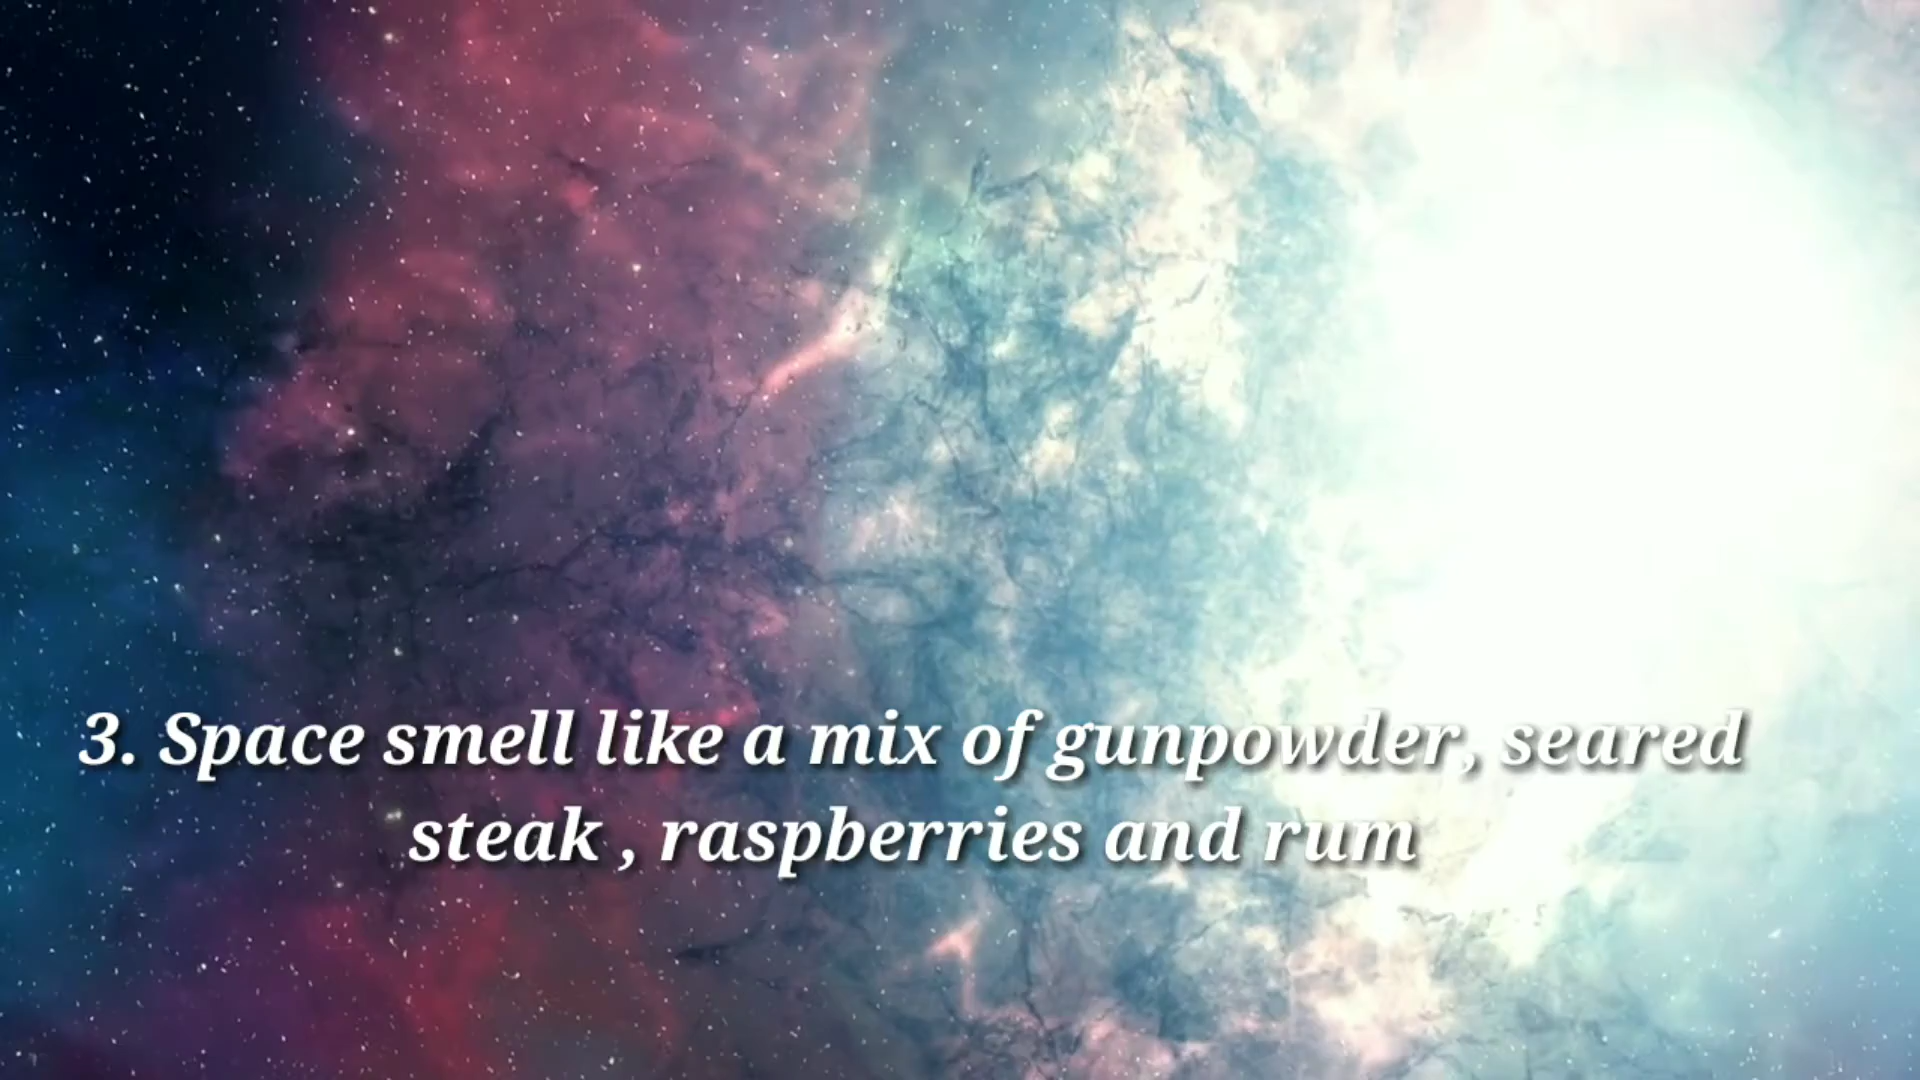 3. Space smell like a mix of gunpowder, seared
steak , raspberries and rum